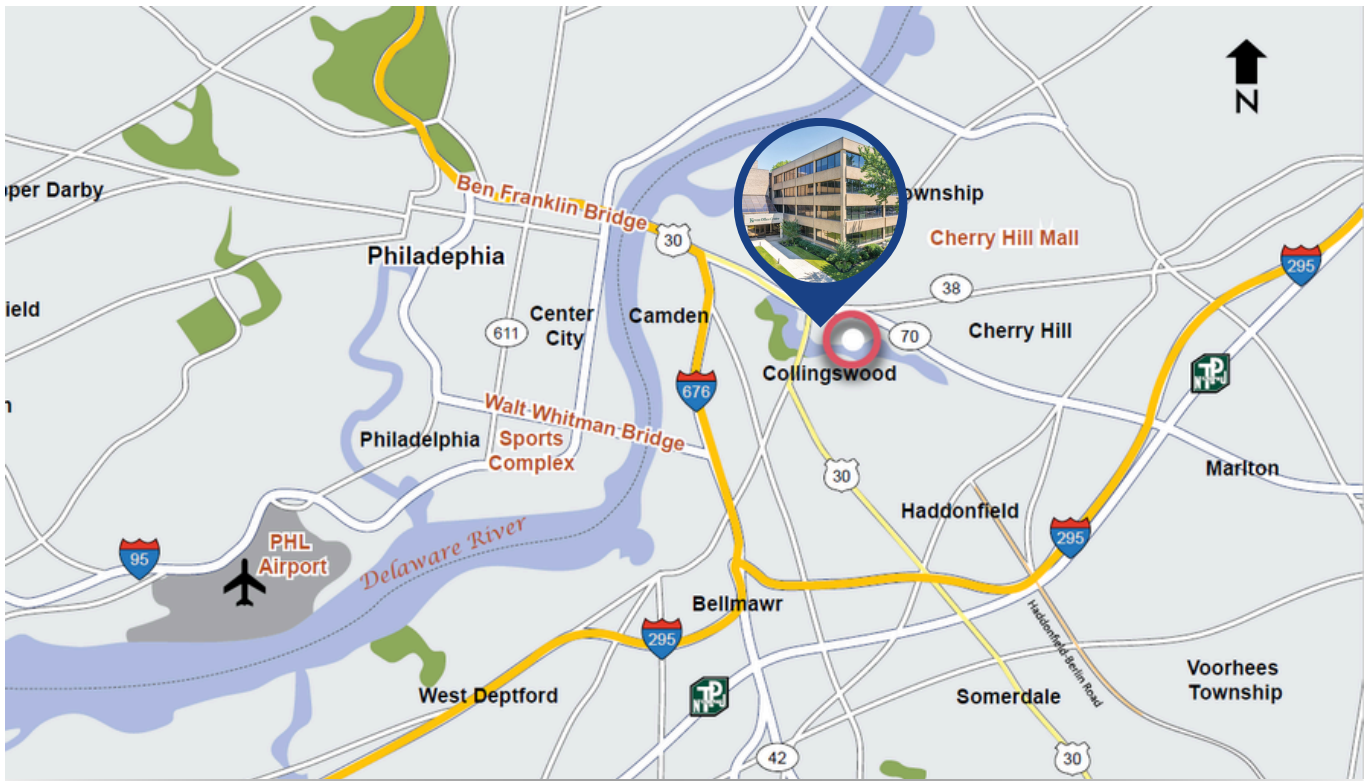 N
per Darby
Ben Franklin Bridge
ownship
30
Cherry Hill Mall
Philadephia
295
38
ield
Center
City
Camden
611
70
Cherry Hill
Collingswood
676
Walt Whitman Bridge
Philadelphia
Sports
Complex
30
Marlton
Haddonfield
295
Delaware River
PHL
Airport
95
Bellmawr
295
Haddonfield-Berlin Road
West Deptford
Somerdale
Voorhees
Township
42
30